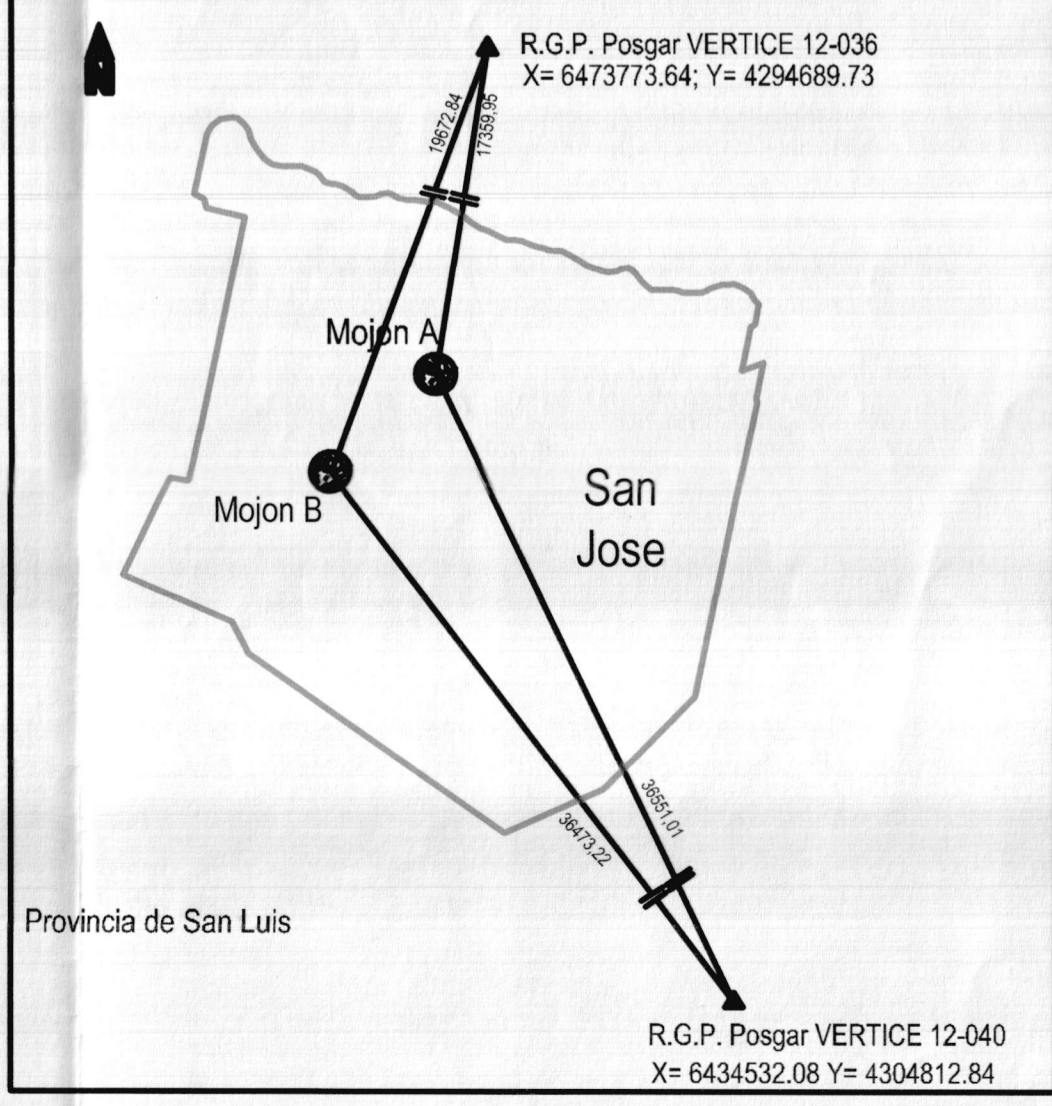 R.G.P. Posgar VERTICE 12-036
X= 6473773.64; Y= 4294689.73
19672.84
17359,95
Mojon A
San
Jose
Mojon B
36551,01
36473,22
Provincia de San Luis
R.G.P. Posgar VERTICE 12-040
X= 6434532.08 Y= 4304812.84